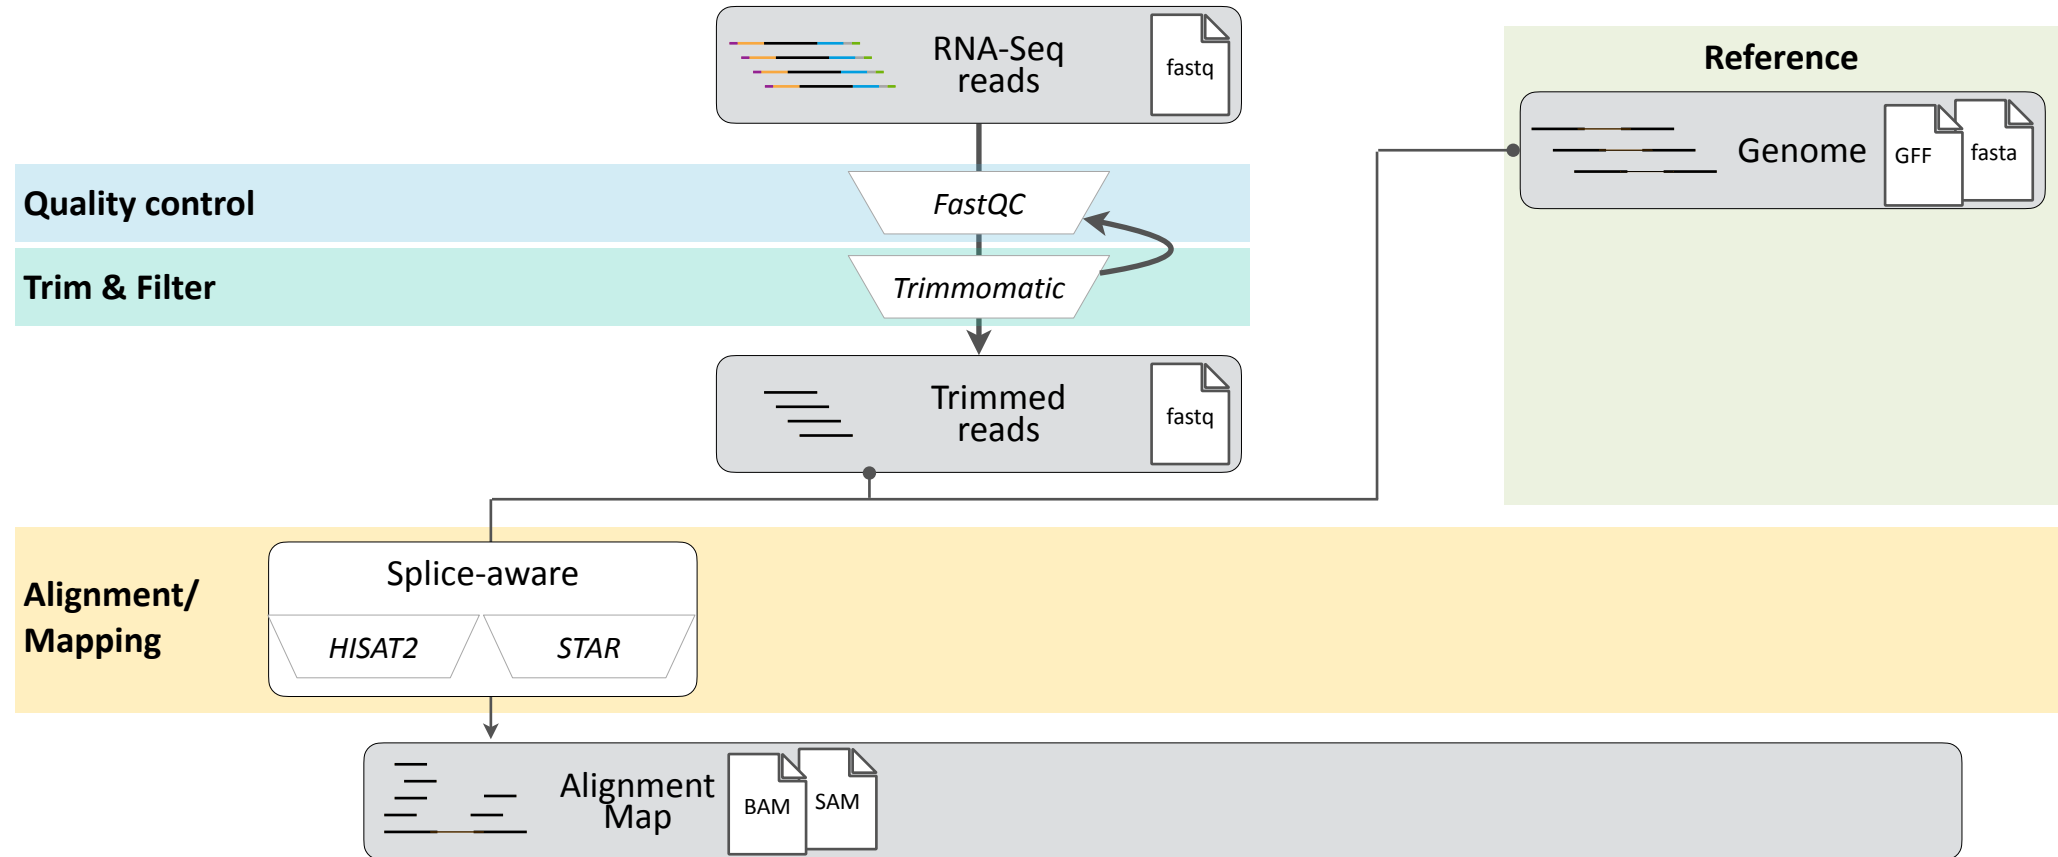 RNA-Seq
reads
fastq
Reference
Genome
GFF
fasta
Quality control
FastQC
Trim & Filter
Trimmomatic
Trimmed
reads
fastq
Alignment/
Mapping
Splice-aware
HISAT2
STAR
Alignment
Map
BAM
SAM